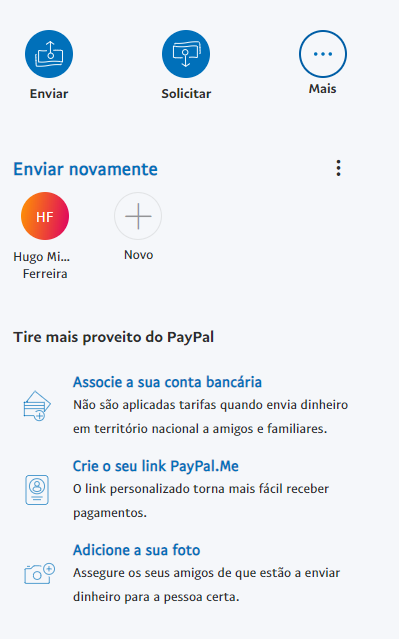 Enviar
Solicitar
Mais
Enviar novamente
HF
Hugo Mi...
Ferreira
Novo
Tire mais proveito do PayPal
Associe a sua conta bancária
Não são aplicadas tarifas quando envia dinheiro
em território nacional a amigos e familiares.
Crie o seu link PayPal.Me
O link personalizado torna mais fácil receber
pagamentos.
Adicione a sua foto
Assegure os seus amigos de que estão a enviar
dinheiro para a pessoa certa.